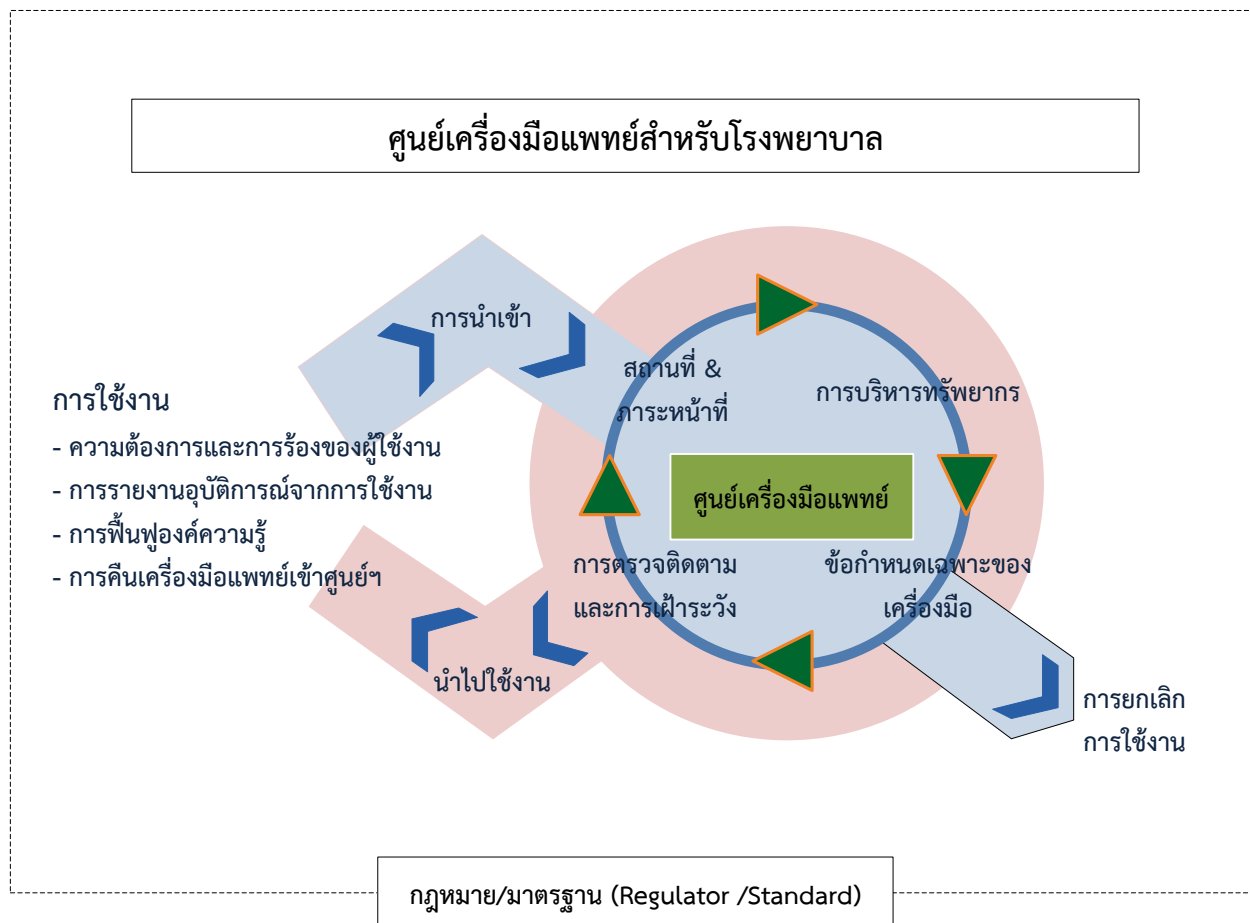 ศูนย์เครื่องมือแพทย์สำหรับโรงพยาบาล
การนำเข้า
สถานที่ &
ภาระหน้าที่
การบริหารทรัพยากร
การใช้งาน
- ความต้องการและการร้องของผู้ใช้งาน
- การรายงานอุบัติการณ์จากการใช้งาน
- การฟื้นฟูองค์ความรู้
- การคืนเครื่องมือแพทย์เข้าศูนย์ฯ
ศูนย์เครื่องมือแพทย์
การตรวจติดตาม
และการเฝ้าระวัง
ข้อกำหนดเฉพาะของ
เครื่องมือ
นำไปใช้งาน
การยกเลิก
การใช้งาน
กฎหมาย/มาตรฐาน (Regulator /Standard)